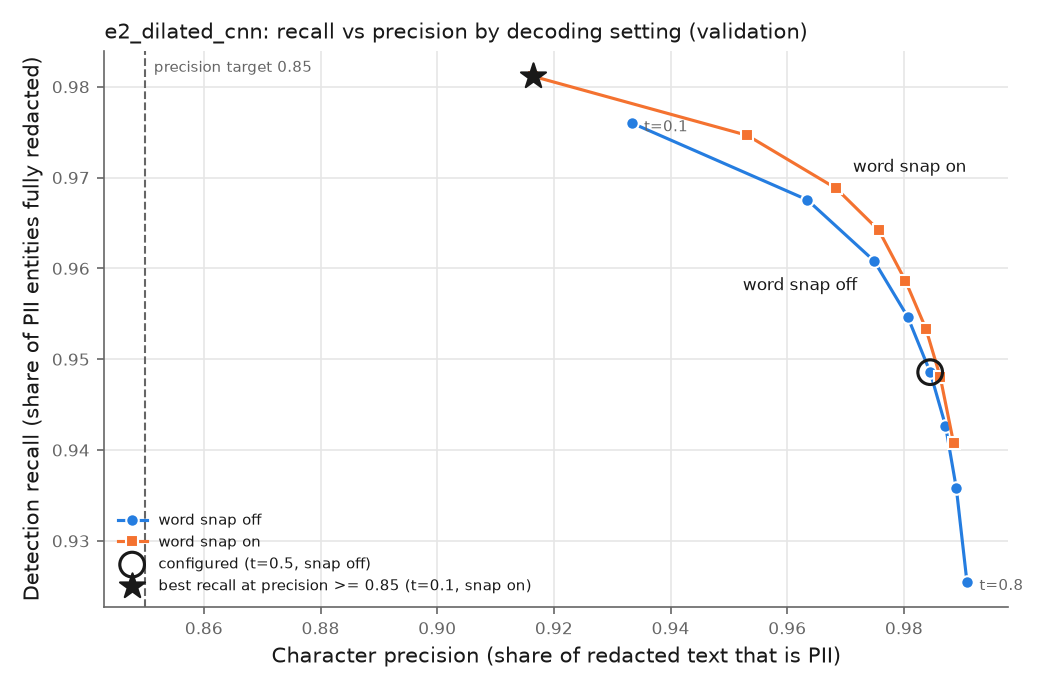 e2_dilated_cnn: recall vs precision by decoding setting (validation)
precision target 0.85
t=0.1
word snap on
word snap off
t=0.8
Detection recall (share of PII entities fully redacted)
0.98
0.97
0.96
0.95
0.94
0.93
word snap off
word snap on
configured (t=0.5, snap off)
best recall at precision >= 0.85 (t=0.1, snap on)
0.86 0.88 0.90 0.92 0.94 0.96 0.98
Character precision (share of redacted text that is PII)